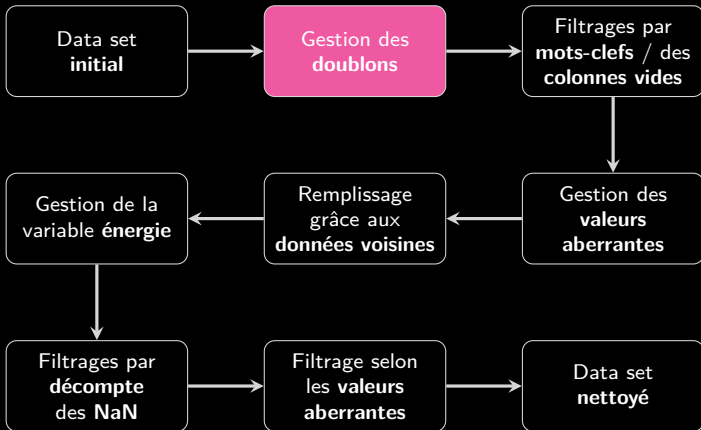 Data set
initial
Gestion des
doublons
Filtrages par
mots-clefs / des
colonnes vides
Gestion des
valeurs
aberrantes
Remplissage
grâce aux
données voisines
Gestion de la
variable énergie
Filtrages par
décompte
des NaN
Filtrage selon
les valeurs
aberrantes
Data set
nettoyé